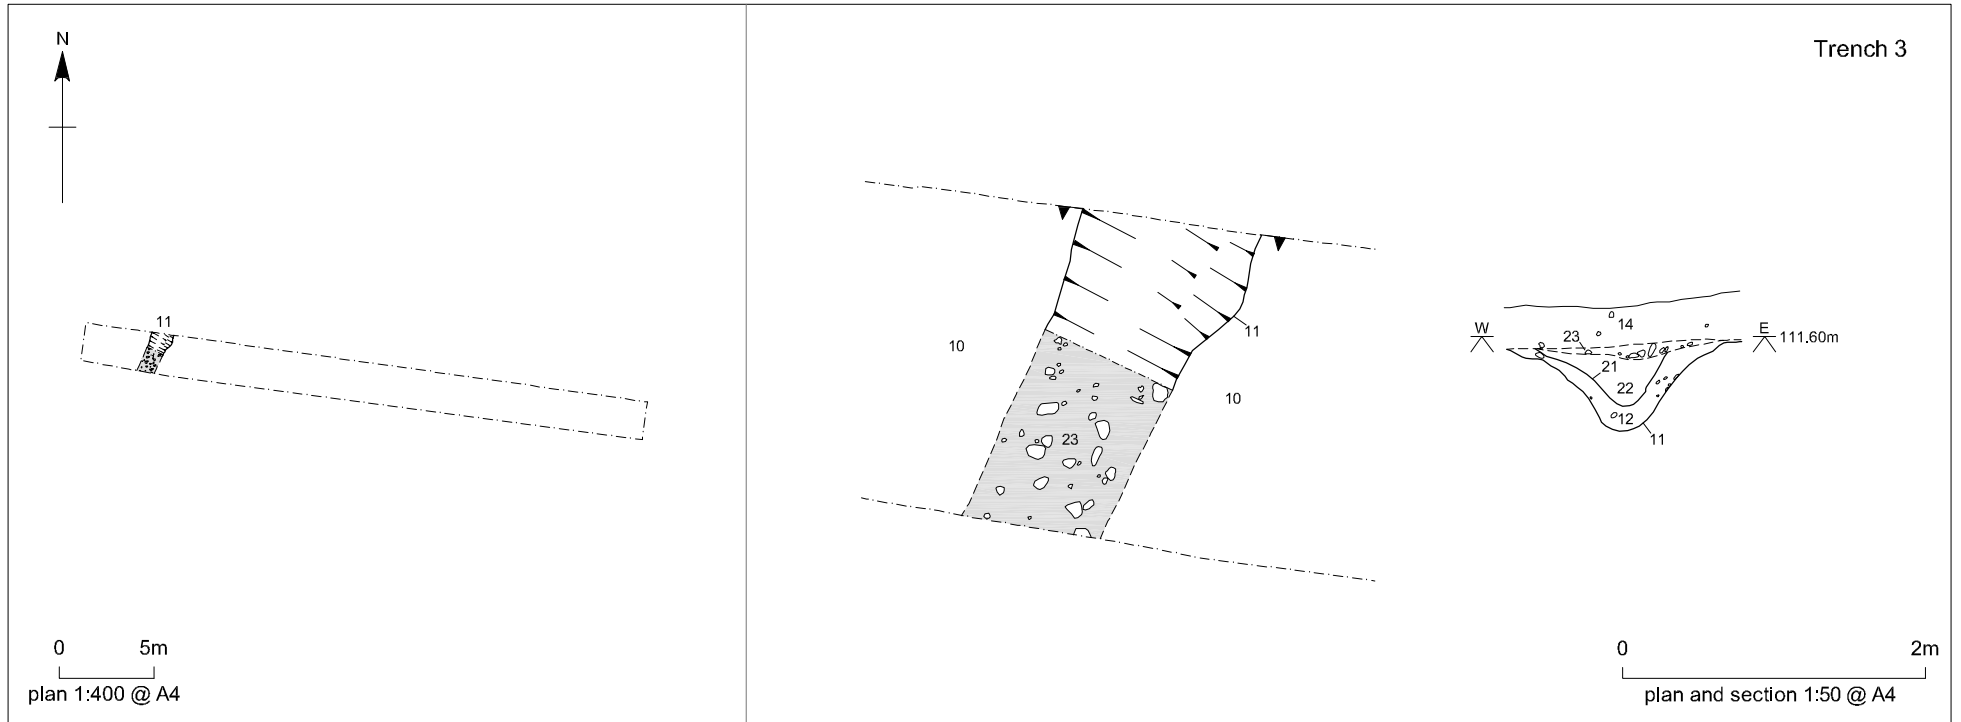 N
Trench 3
11
10
11
10
23
W
23
14
E
111.60m
21
22
12
11
0 5m
plan 1:400 @ A4
0 2m
plan and section 1:50 @ A4